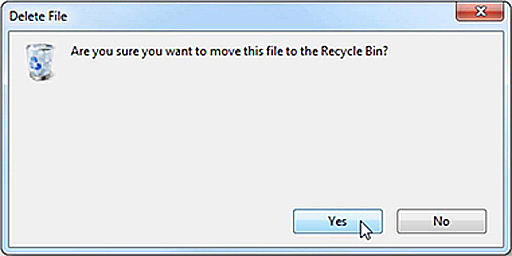 Delete File
Are you sure you want to move this file to the Recycle Bin?
Yes
No